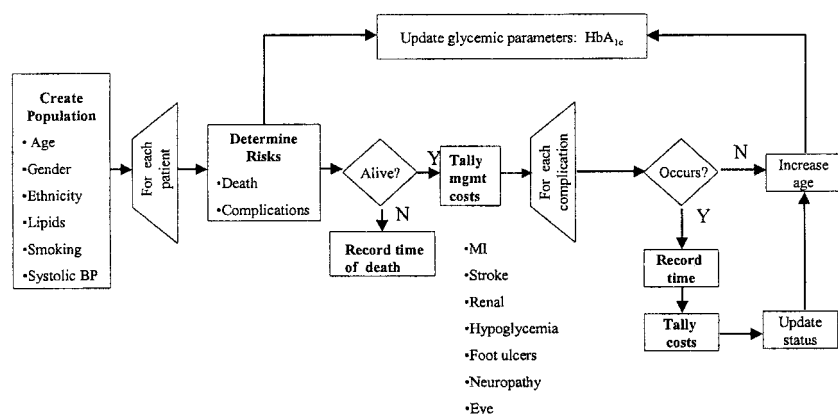 Update glycemic parameters: HbA1c
Create
Population
• Age
• Gender
• Ethnicity
• Lipids
• Smoking
• Systolic BP
For each
patient
Determine
Risks
•Death
•Complications
Alive?
Y
N
Record time
of death
Tally
mgmt
costs
For each
complication
•MI
•Stroke
•Renal
•Hypoglycemia
•Foot ulcers
•Neuropathy
•Eye
Occurs?
N
Y
Record
time
Tally
costs
Update
status
Increase
age